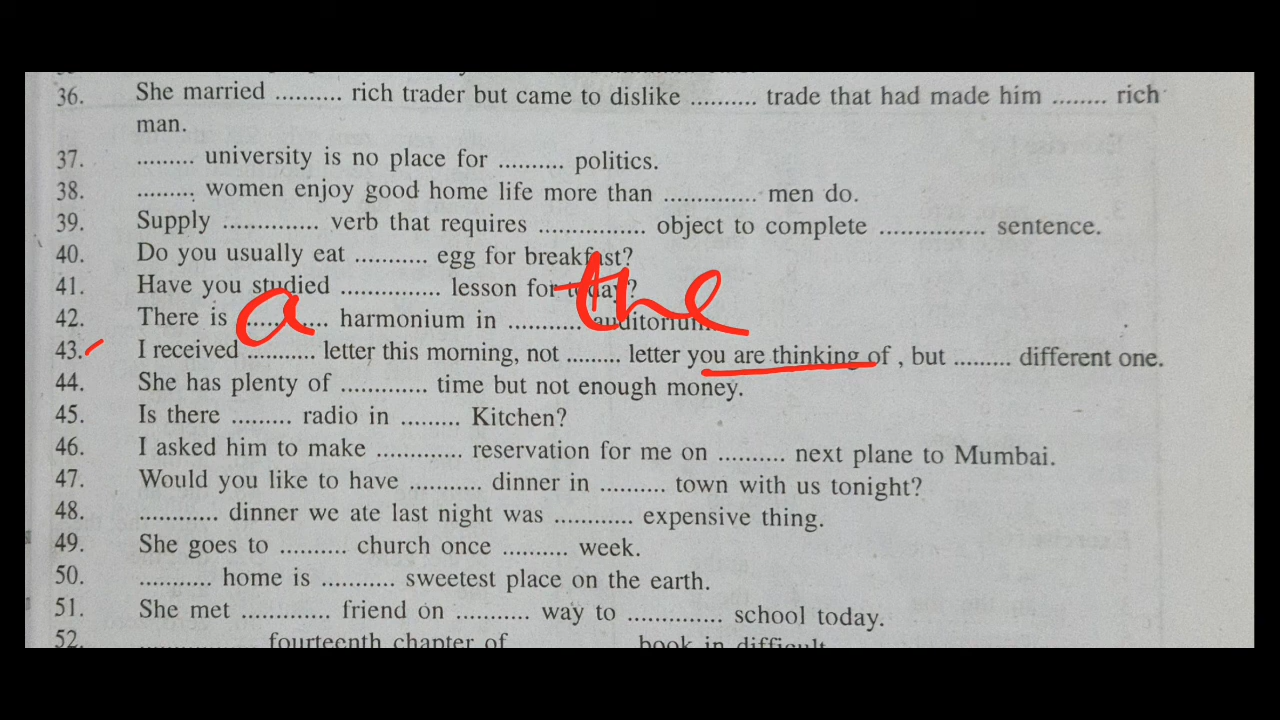 36. She married .......... rich trader but came to dislike .......... trade that had made him ........ rich
man.
37. ......... university is no place for .......... politics.
38. ......... women enjoy good home life more than .............. men do.
39. Supply .............. verb that requires ................ object to complete ................ sentence.
40. Do you usually eat ........... egg for breakfast?
41. Have you studied ............... lesson for today?
a the
42. There is ............. harmonium in ........... auditorium.
43. I received .......... letter this morning, not ........ letter you are thinking of , but ......... different one.
44. She has plenty of ............. time but not enough money.
45. Is there ......... radio in ......... Kitchen?
46. I asked him to make ............. reservation for me on .......... next plane to Mumbai.
47. Would you like to have ........... dinner in .......... town with us tonight?
48. ............ dinner we ate last night was ............ expensive thing.
49. She goes to .......... church once .......... week.
50. ........... home is ........... sweetest place on the earth.
51. She met ............. friend on ........... way to .............. school today.
52. .................. fourteenth chapter of .................. book in difficult